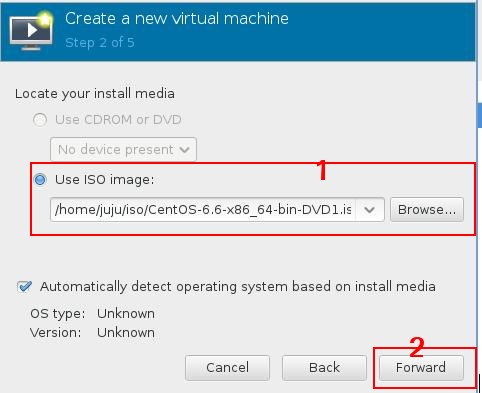 Create a new virtual machine
Step 2 of 5
Locate your install media
Use CDROM or DVD
No device present
1
Use ISO image:
/home/juju/iso/CentOS-6.6-x86_64-bin-DVD1.is
Browse...
Automatically detect operating system based on install media
OS type: Unknown
Version: Unknown
2
Cancel Back Forward